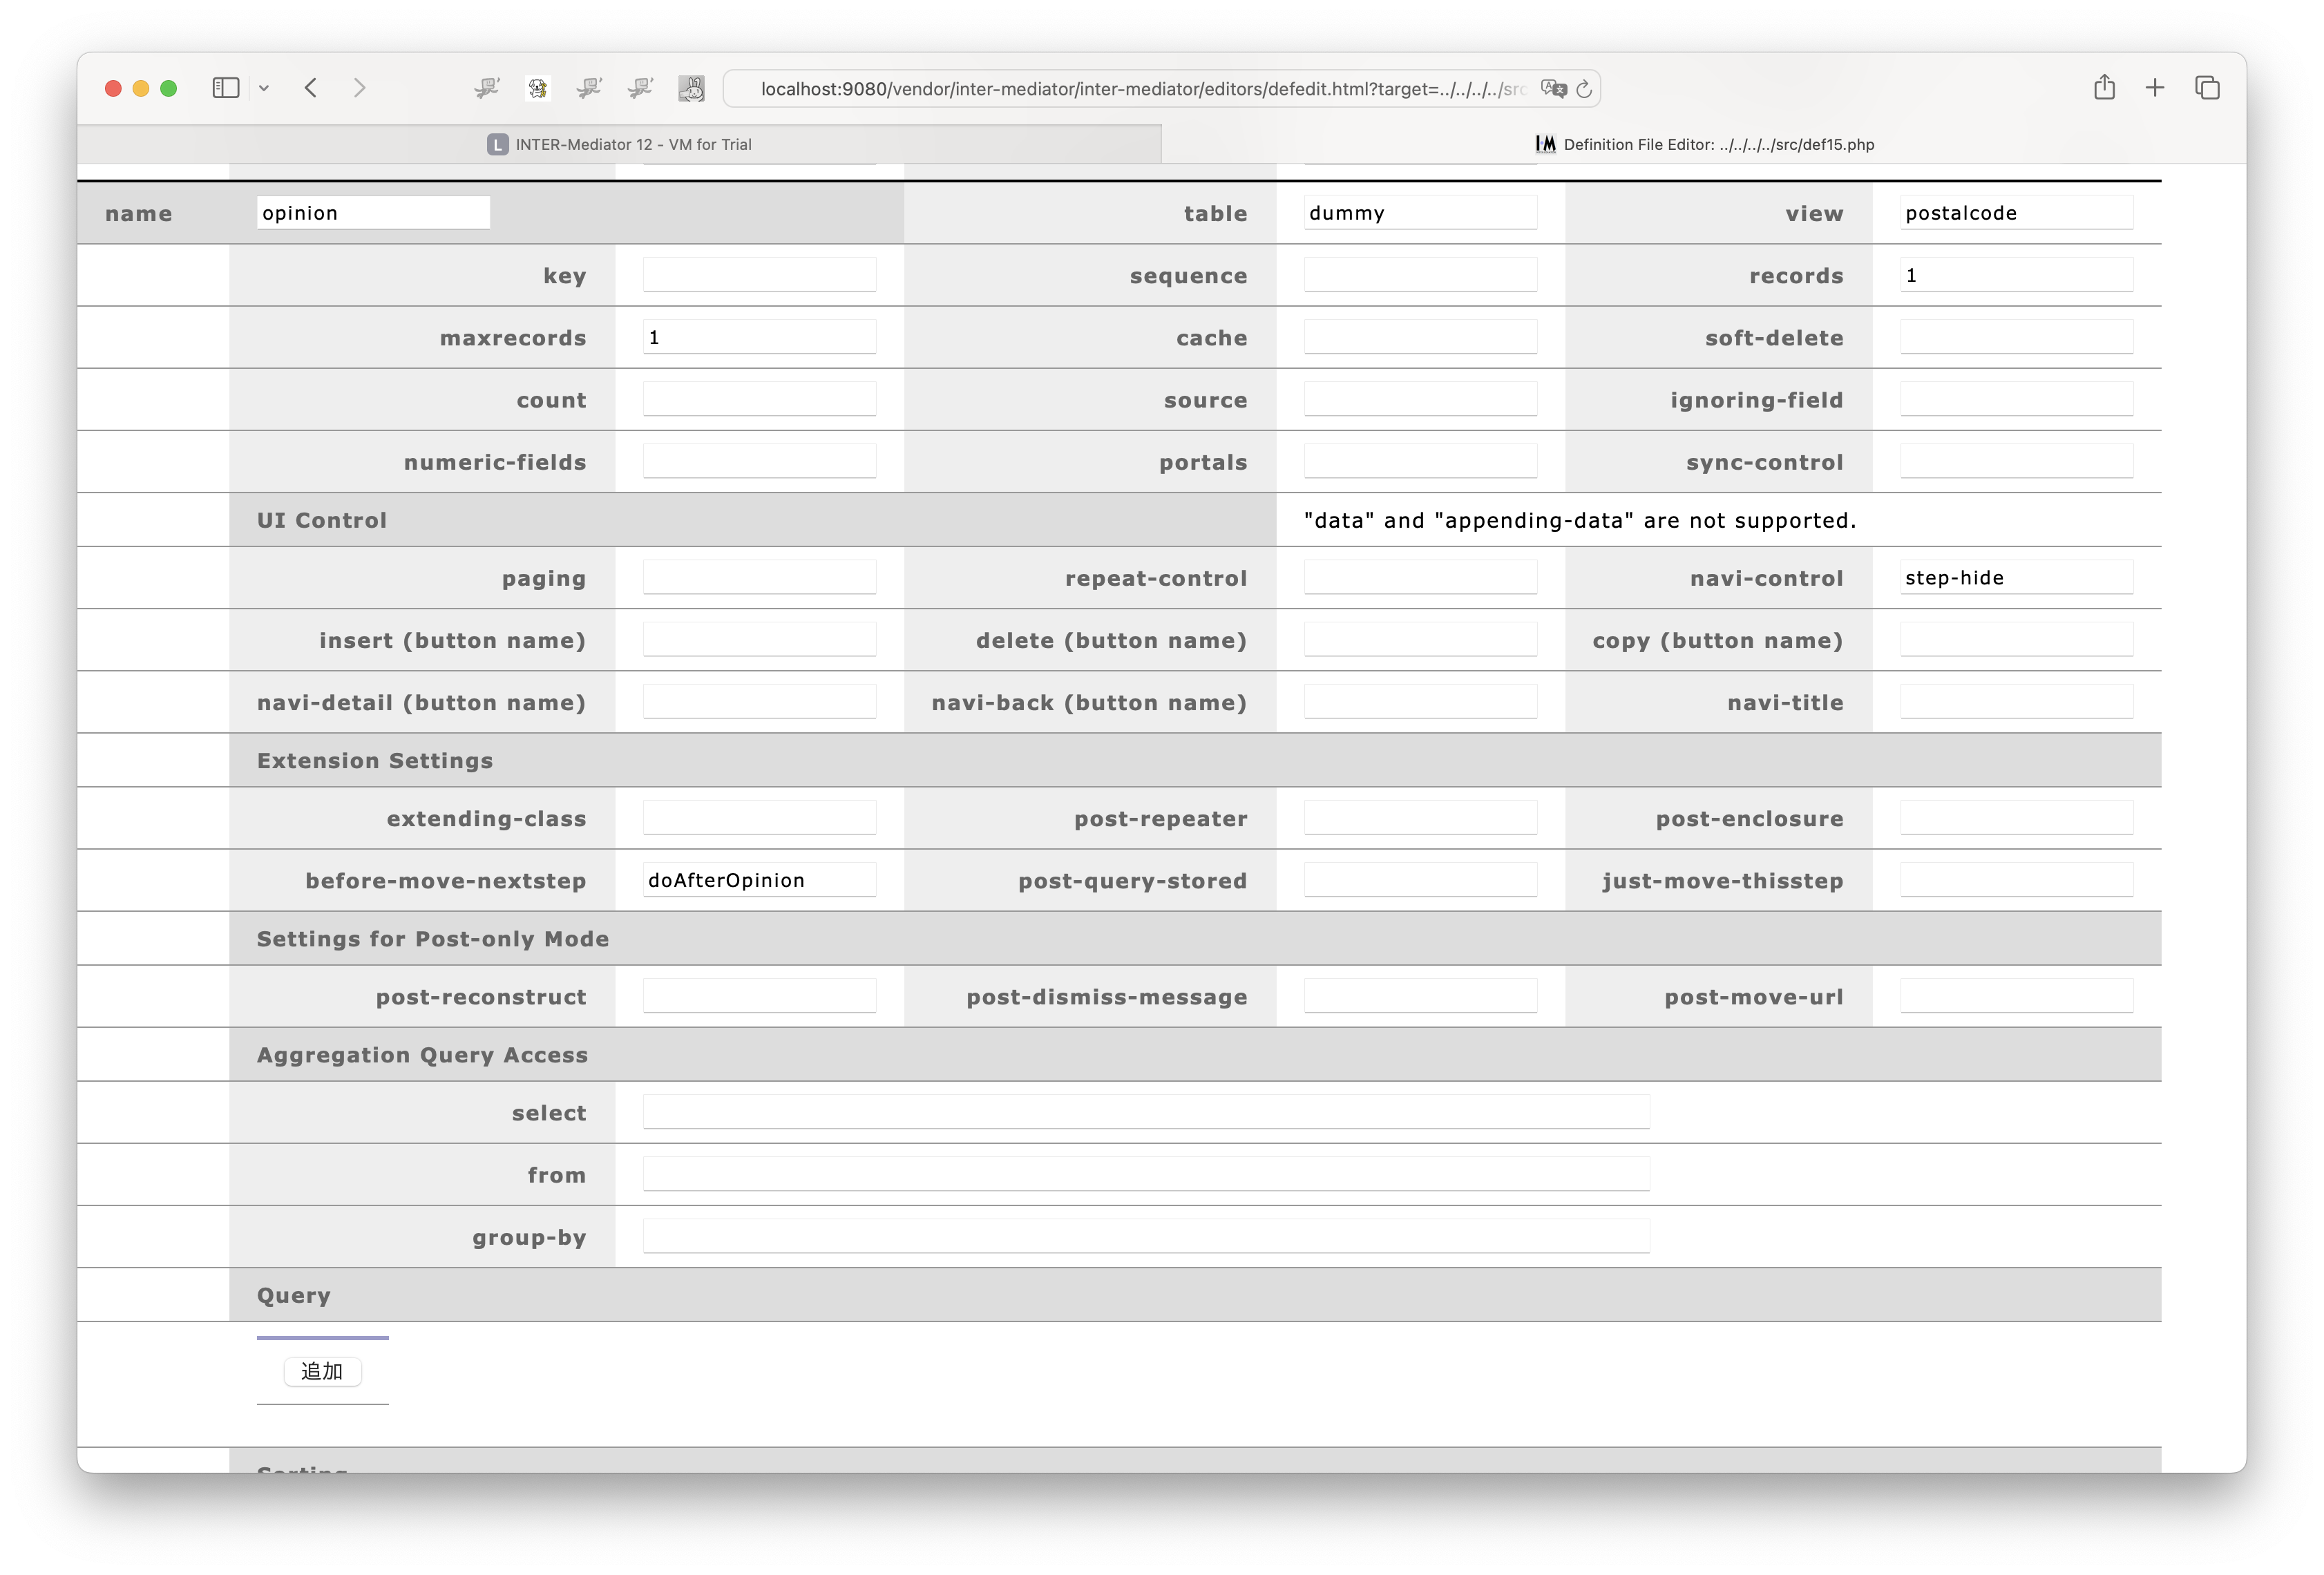 localhost:9080/vendor/inter-mediator/inter-mediator/editors/defedit.html?target=../../../../src
L INTER-Mediator 12 - VM for Trial
IM Definition File Editor: ../../../../src/def15.php
name opinion table dummy view postalcode
key sequence records 1
maxrecords 1 cache soft-delete
count source ignoring-field
numeric-fields portals sync-control
UI Control "data" and "appending-data" are not supported.
paging repeat-control navi-control step-hide
insert (button name) delete (button name) copy (button name)
navi-detail (button name) navi-back (button name) navi-title
Extension Settings
extending-class post-repeater post-enclosure
before-move-nextstep doAfterOpinion post-query-stored just-move-thisstep
Settings for Post-only Mode
post-reconstruct post-dismiss-message post-move-url
Aggregation Query Access
select
from
group-by
Query
追加
Sorting